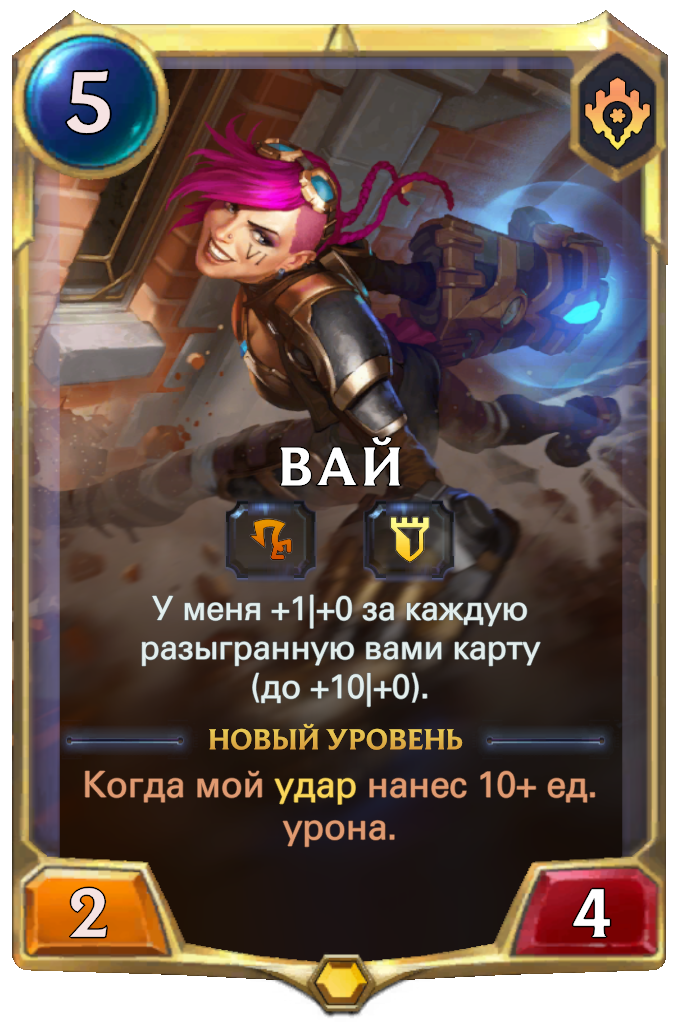 5
VI
ВАЙ
У меня +1|+0 за каждую
разыгранную вами карту
(до +10|+0).
НОВЫЙ УРОВЕНЬ
Когда мой удар нанес 10+ ед.
урона.
2
4